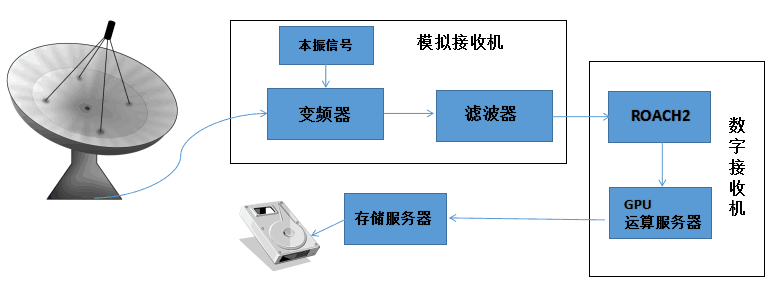 本振信号
模拟接收机
变频器
滤波器
ROACH2
数字接收机
GPU
运算服务器
存储服务器